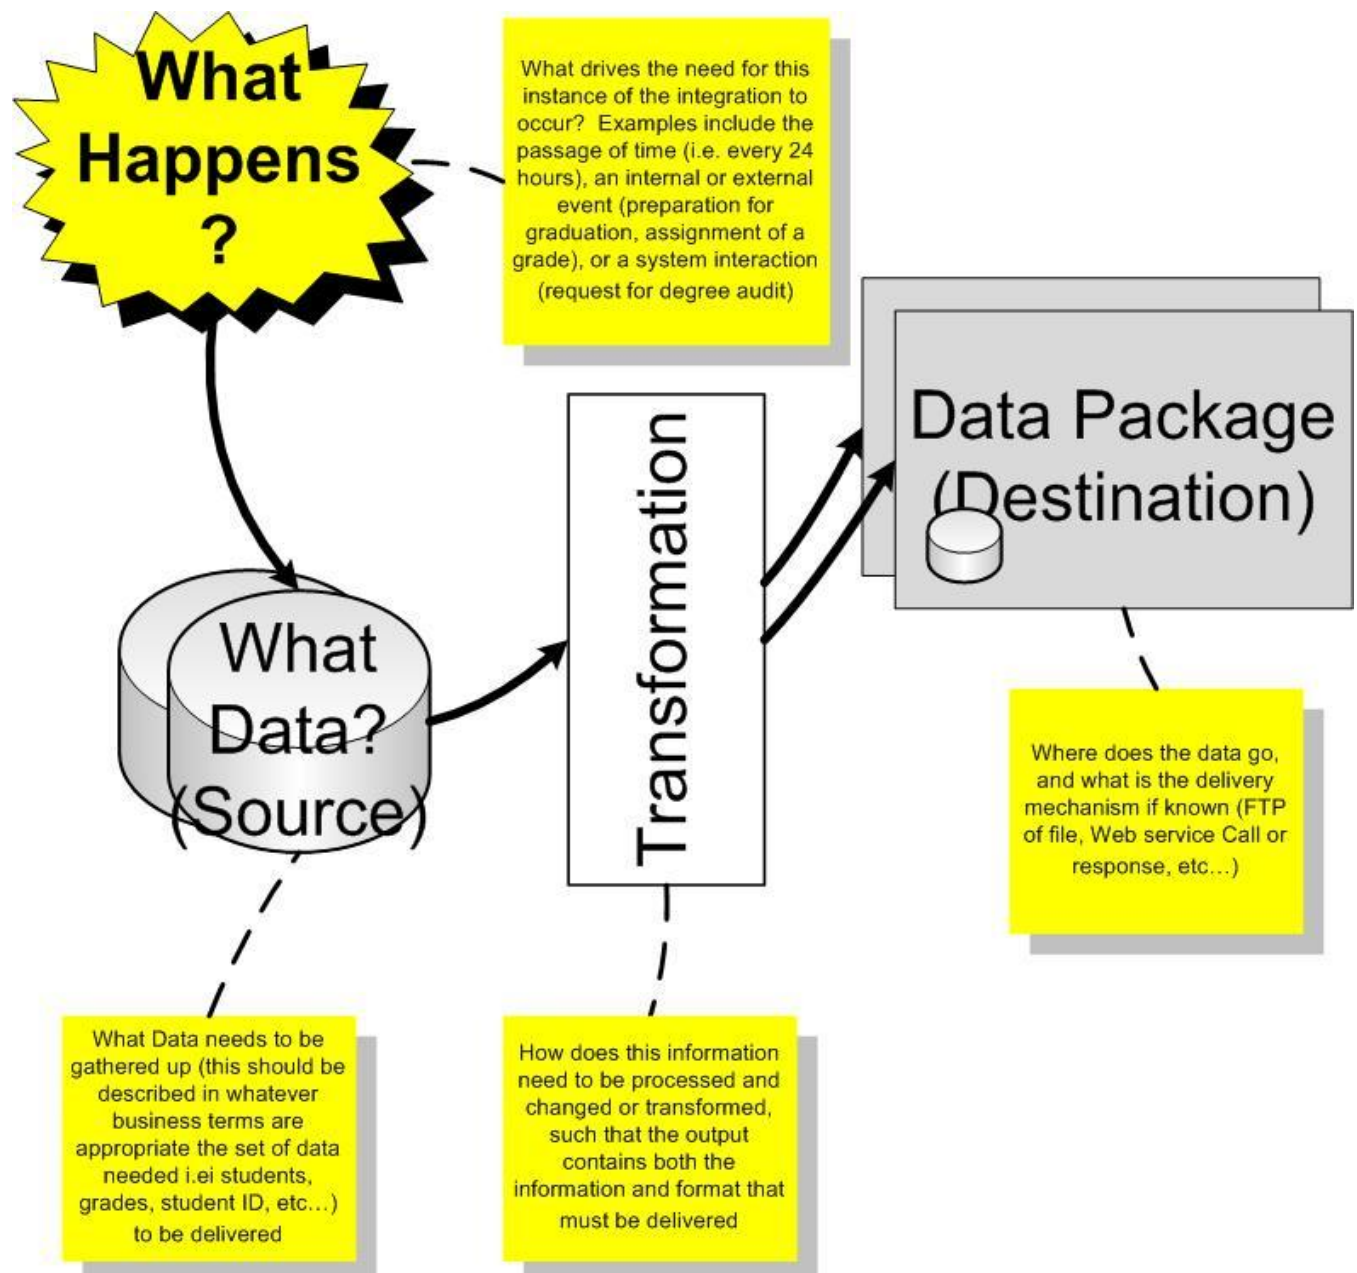 What
Happens
?
What drives the need for this
instance of the integration to
occur?  Examples include the
passage of time (i.e. every 24
hours), an internal or external
event (preparation for
graduation, assignment of a
grade), or a system interaction
(request for degree audit)
Data Package
(Destination)
Transformation
What
Data?
(Source)
Where does the data go,
and what is the delivery
mechanism if known (FTP
of file, Web service Call or
response, etc…)
What Data needs to be
gathered up (this should be
described in whatever
business terms are
appropriate the set of data
needed i.ei students,
grades, student ID, etc…)
to be delivered
How does this information
need to be processed and
changed or transformed,
such that the output
contains both the
information and format that
must be delivered